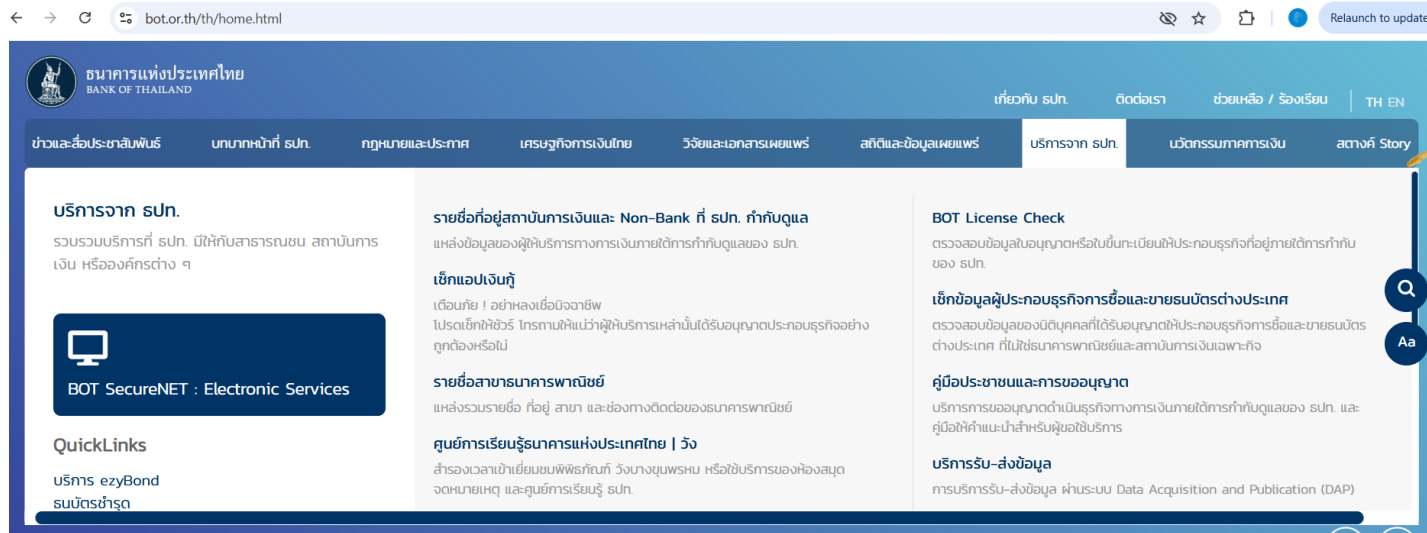 bot.or.th/th/home.html
Relaunch to update
ธนาคารแห่งประเทศไทย
BANK OF THAILAND
เกี่ยวกับ ธปท.
ติดต่อเรา
ช่วยเหลือ / ร้องเรียน
TH EN
ข่าวและสื่อประชาสัมพันธ์
บทบาทหน้าที่ ธปท.
กฎหมายและประกาศ
เศรษฐกิจการเงินไทย
วิจัยและเอกสารเผยแพร่
สถิติและข้อมูลเผยแพร่
บริการจาก ธปท.
นวัตกรรมภาคการเงิน
สตางค์ Story
บริการจาก ธปท.
รวบรวมบริการที่ ธปท. มีให้กับสาธารณชน สถาบันการ
เงิน หรือองค์กรต่าง ๆ
BOT SecureNET : Electronic Services
QuickLinks
บริการ ezyBond
ธนบัตรชำรุด
รายชื่อที่อยู่สถาบันการเงินและ Non-Bank ที่ ธปท. กำกับดูแล
แหล่งข้อมูลของผู้ให้บริการทางการเงินภายใต้การกำกับดูแลของ ธปท.
เช็กแอปเงินกู้
เตือนภัย ! อย่าหลงเชื่อมิจฉาชีพ
โปรดเช็กให้ชัวร์ โทรถามให้แน่ว่าผู้ให้บริการเหล่านั้นได้รับอนุญาตประกอบธุรกิจอย่าง
ถูกต้องหรือไม่
รายชื่อสาขาธนาคารพาณิชย์
แหล่งรวมรายชื่อ ที่อยู่ สาขา และช่องทางติดต่อของธนาคารพาณิชย์
ศูนย์การเรียนรู้ธนาคารแห่งประเทศไทย | วัง
สำรองเวลาเข้าเยี่ยมชมพิพิธภัณฑ์ วังบางขุนพรหม หรือใช้บริการของห้องสมุด
จดหมายเหตุ และศูนย์การเรียนรู้ ธปท.
BOT License Check
ตรวจสอบข้อมูลใบอนุญาตหรือใบขึ้นทะเบียนให้ประกอบธุรกิจที่อยู่ภายใต้การกำกับ
ของ ธปท.
เช็กข้อมูลผู้ประกอบธุรกิจการซื้อและขายธนบัตรต่างประเทศ
ตรวจสอบข้อมูลของนิติบุคคลที่ได้รับอนุญาตให้ประกอบธุรกิจการซื้อและขายธนบัตร
ต่างประเทศ ที่ไม่ใช่ธนาคารพาณิชย์และสถาบันการเงินเฉพาะกิจ
คู่มือประชาชนและการขออนุญาต
บริการการขออนุญาตดำเนินธุรกิจทางการเงินภายใต้การกำกับดูแลของ ธปท. และ
คู่มือให้คำแนะนำสำหรับผู้ขอใช้บริการ
บริการรับ-ส่งข้อมูล
การบริการรับ-ส่งข้อมูล ผ่านระบบ Data Acquisition and Publication (DAP)
Aa